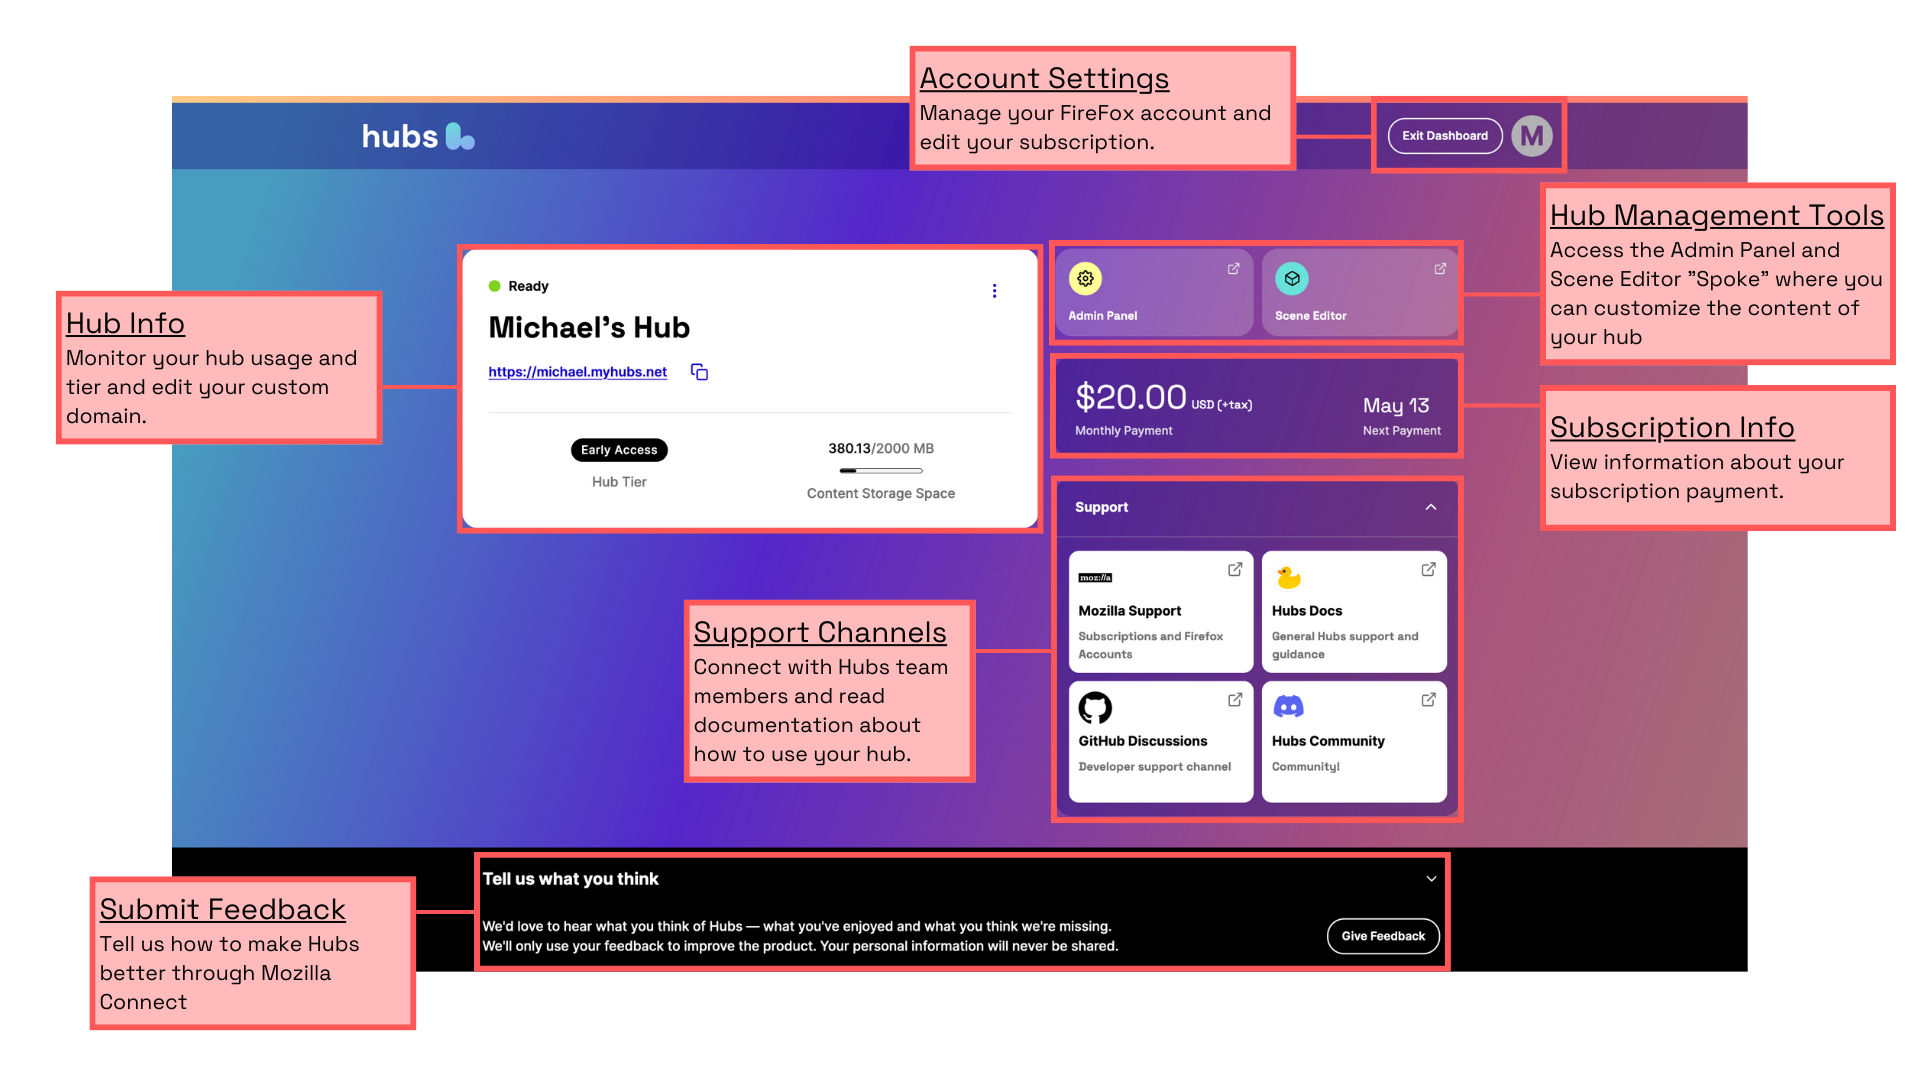 Account Settings
Manage your FireFox account and
edit your subscription.
hubs
Exit Dashboard
M
Hub Management Tools
Access the Admin Panel and
Scene Editor "Spoke" where you
can customize the content of
your hub
Hub Info
Monitor your hub usage and
tier and edit your custom
domain.
Ready
Michael's Hub
https://michael.myhubs.net
Early Access
Hub Tier
380.13/2000 MB
Content Storage Space
Admin Panel
Scene Editor
$20.00 USD (+tax)
Monthly Payment
May 13
Next Payment
Subscription Info
View information about your
subscription payment.
Support
moz://a
Mozilla Support
Subscriptions and Firefox
Accounts
Hubs Docs
General Hubs support and
guidance
GitHub Discussions
Developer support channel
Hubs Community
Community!
Support Channels
Connect with Hubs team
members and read
documentation about
how to use your hub.
Tell us what you think
We'd love to hear what you think of Hubs — what you've enjoyed and what you think we're missing.
We'll only use your feedback to improve the product. Your personal information will never be shared.
Give Feedback
Submit Feedback
Tell us how to make Hubs
better through Mozilla
Connect